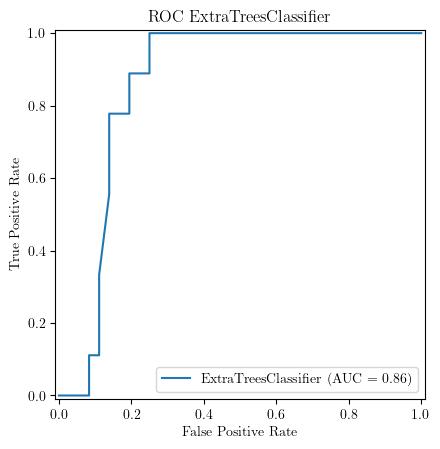 ROC ExtraTreesClassifier
True Positive Rate
1.0
0.8
0.6
0.4
0.2
0.0
ExtraTreesClassifier (AUC = 0.86)
0.0 0.2 0.4 0.6 0.8 1.0
False Positive Rate